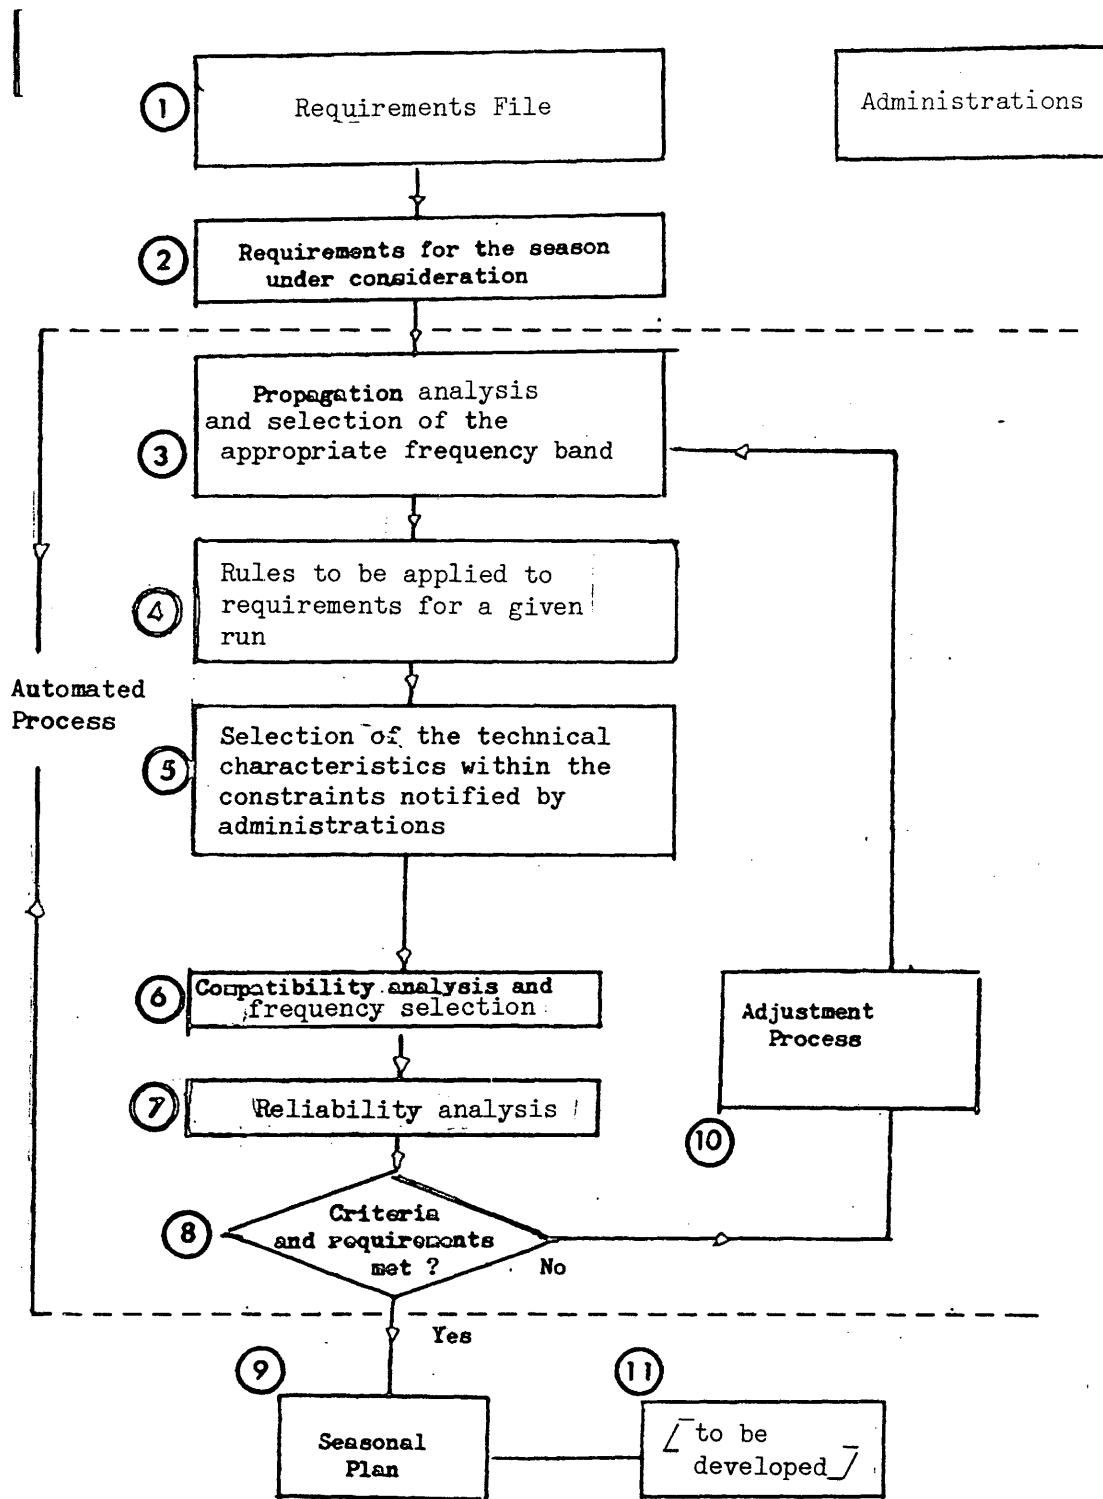 1
Requirements File
Administrations
2
Requirements for the season
under consideration
3
Propagation analysis
and selection of the
appropriate frequency band
4
Rules to be applied to
requirements for a given
run
Automated
Process
5
Selection of the technical
characteristics within the
constraints notified by
administrations
6
Compatibility analysis and
frequency selection
7
Reliability analysis
10
Adjustment
Process
8
Criteria
and requirements
met ?
No
Yes
9
Seasonal
Plan
11
[ to be
developed ]